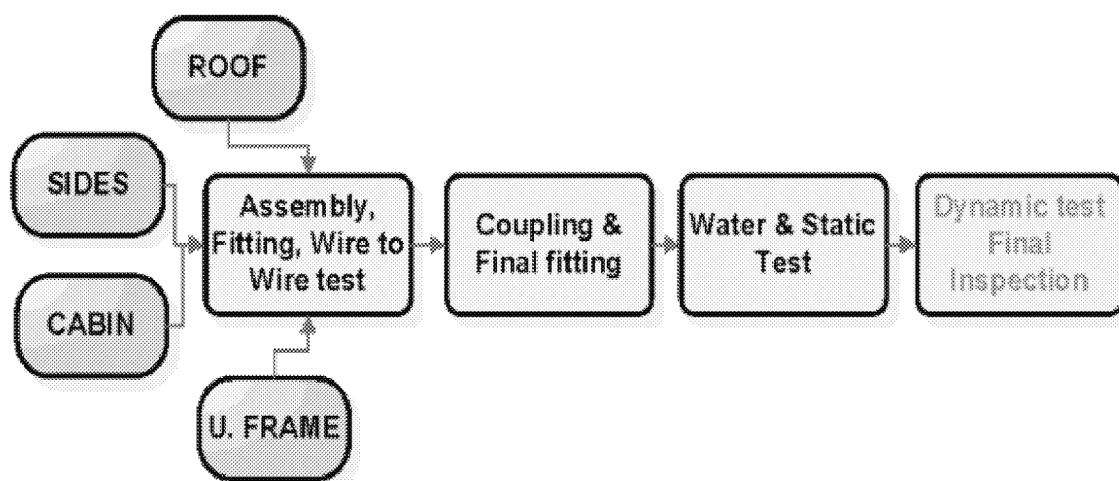 ROOF
SIDES
CABIN
U. FRAME
Assembly,
Fitting, Wire to
Wire test
Coupling &
Final fitting
Water & Static
Test
Dynamic test
Final
Inspection